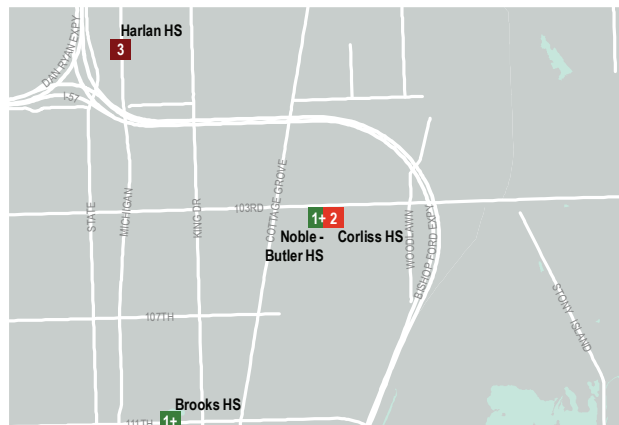 Harlan HS
3
DAN RYAN EXPY
I-57
STATE
MICHIGAN
KING DR
COTTAGE GROVE
103RD
1+ 2
Noble - Corliss HS
Butler HS
WOODLAWN
BISHOP FORD EXPY
STONY ISLAND
107TH
Brooks HS
111TH
1+